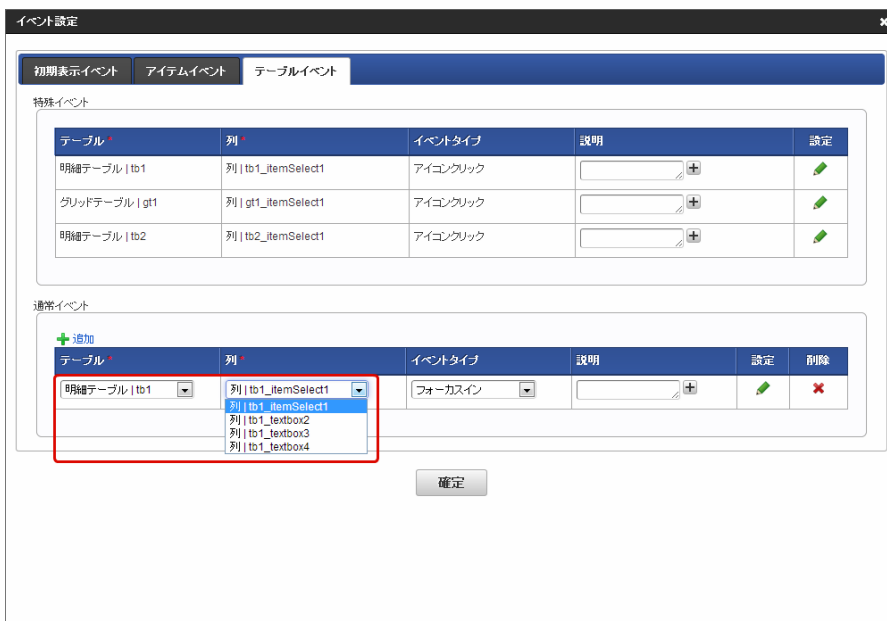 イベント設定
初期表示イベント アイテムイベント テーブルイベント
特殊イベント
テーブル* 列* イベントタイプ 説明 設定
明細テーブル | tb1 列 | tb1_itemSelect1 アイコンクリック
グリッドテーブル | gt1 列 | gt1_itemSelect1 アイコンクリック
明細テーブル | tb2 列 | tb2_itemSelect1 アイコンクリック
通常イベント
追加
テーブル* 列* イベントタイプ 説明 設定 削除
明細テーブル | tb1 列 | tb1_itemSelect1 フォーカスイン
列 | tb1_itemSelect1
列 | tb1_textbox2
列 | tb1_textbox3
列 | tb1_textbox4
確定